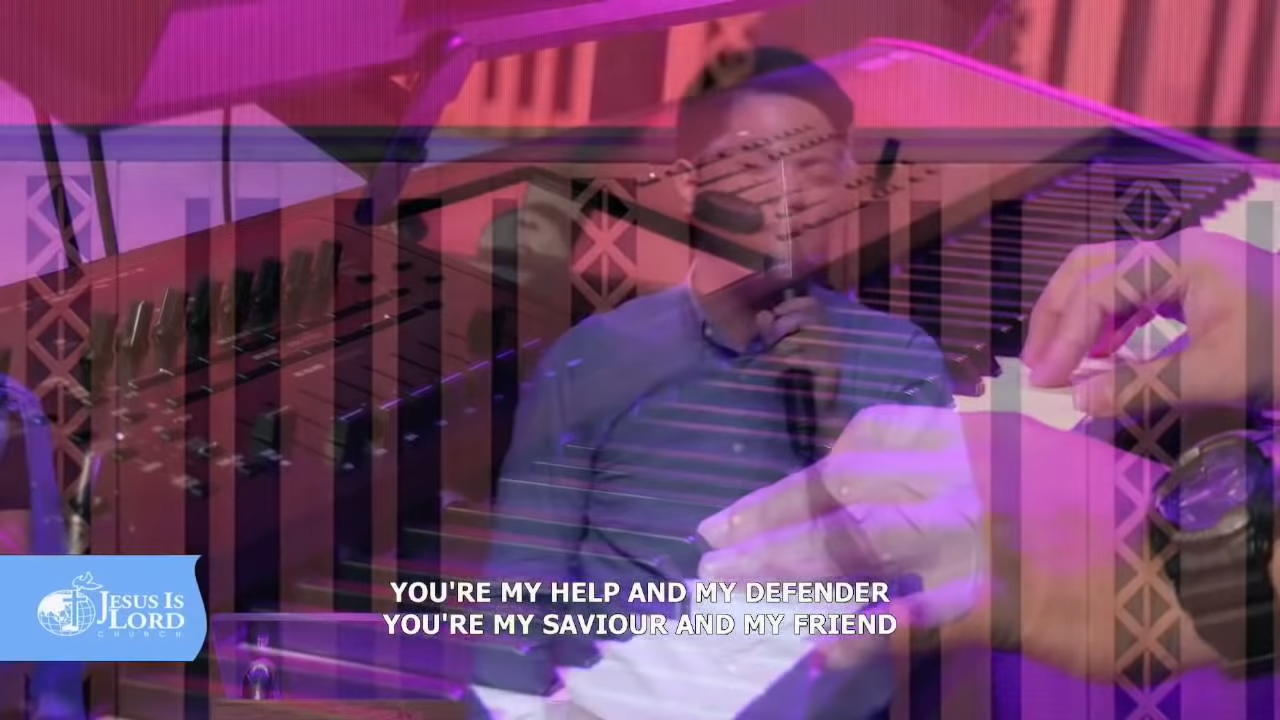 YOU'RE MY HELP AND MY DEFENDER
YOU'RE MY SAVIOUR AND MY FRIEND
JESUS IS
LORD
CHURCH